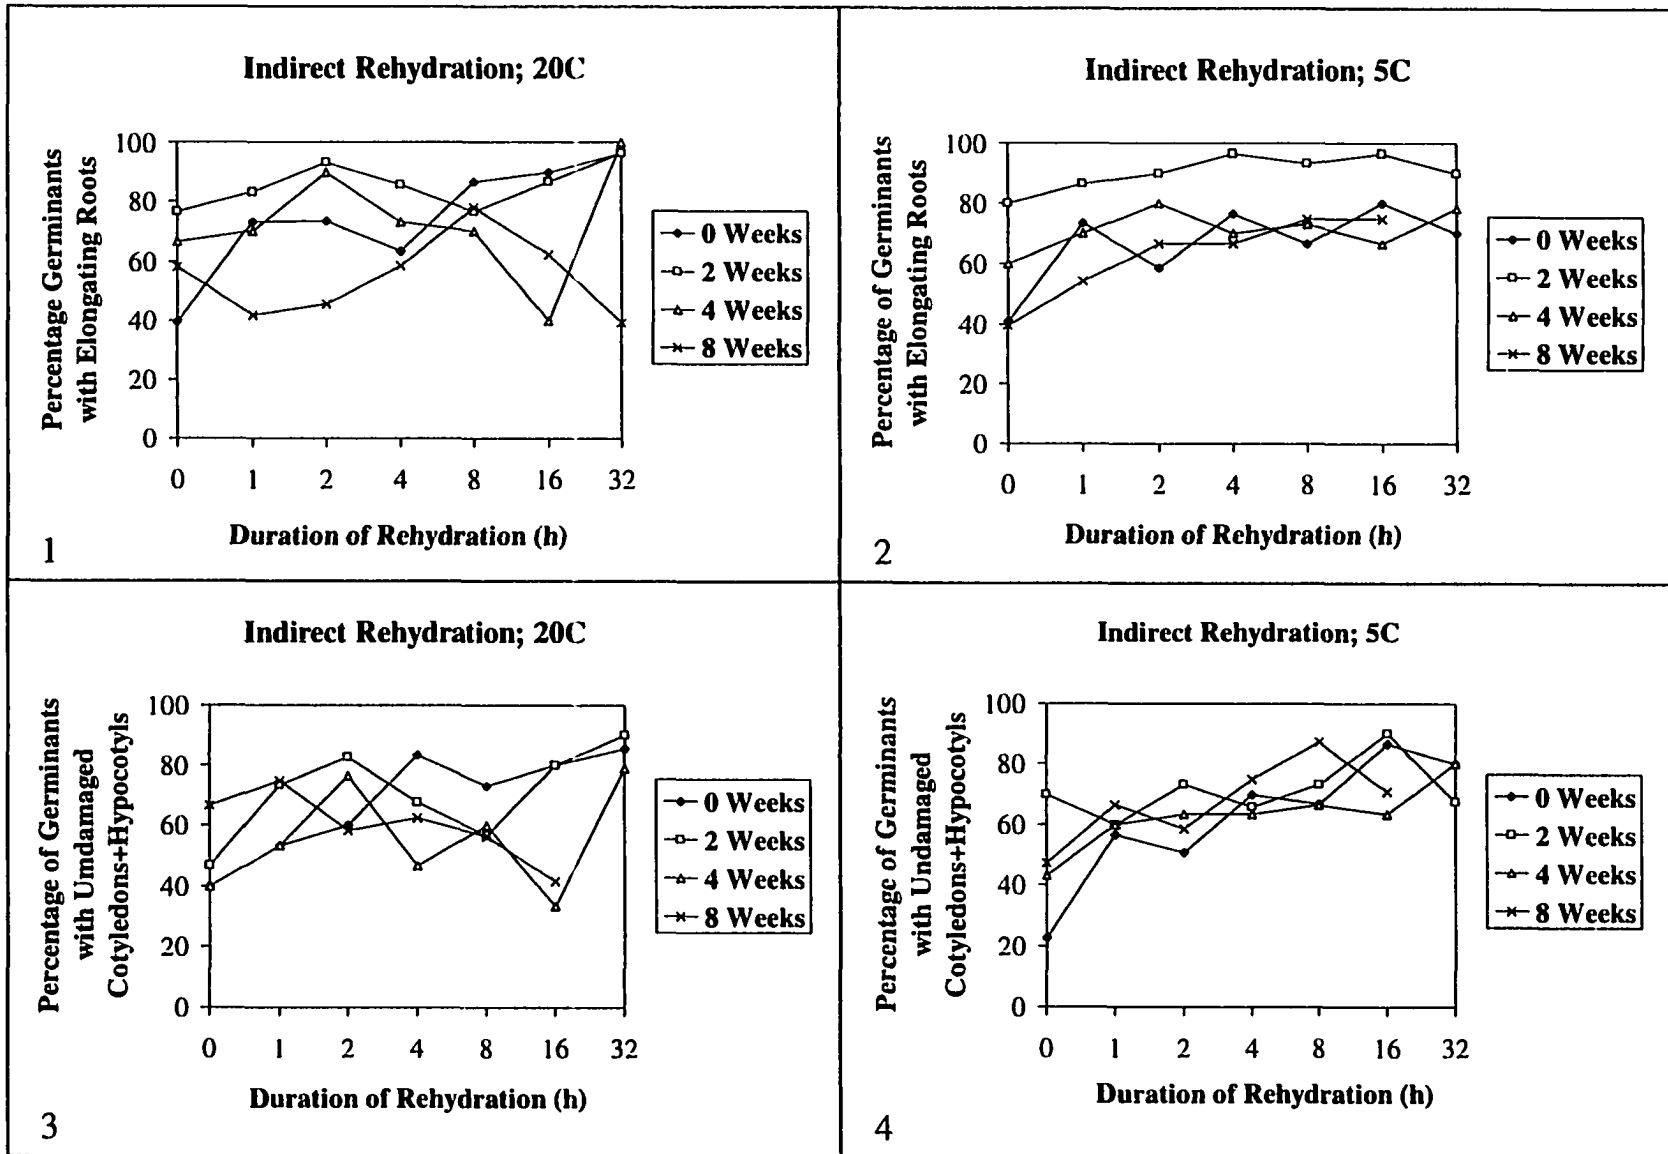 Indirect Rehydration; 20C
Percentage Germinants
with Elongating Roots
100
80
60
40
20
0
0 1 2 4 8 16 32
Duration of Rehydration (h)
0 Weeks
2 Weeks
4 Weeks
8 Weeks
1
Indirect Rehydration; 5C
Percentage of Germinants
with Elongating Roots
100
80
60
40
20
0
0 1 2 4 8 16 32
Duration of Rehydration (h)
0 Weeks
2 Weeks
4 Weeks
8 Weeks
2
Indirect Rehydration; 20C
Percentage of Germinants
with Umdamaged
Cotyledons+Hypocotyls
100
80
60
40
20
0
0 1 2 4 8 16 32
Duration of Rehydration (h)
0 Weeks
2 Weeks
4 Weeks
8 Weeks
3
Indirect Rehydration; 5C
Percentage of Germinants
with Undamaged
Cotyledons+Hypocotyls
100
80
60
40
20
0
0 1 2 4 8 16 32
Duration of Rehydration (h)
0 Weeks
2 Weeks
4 Weeks
8 Weeks
4